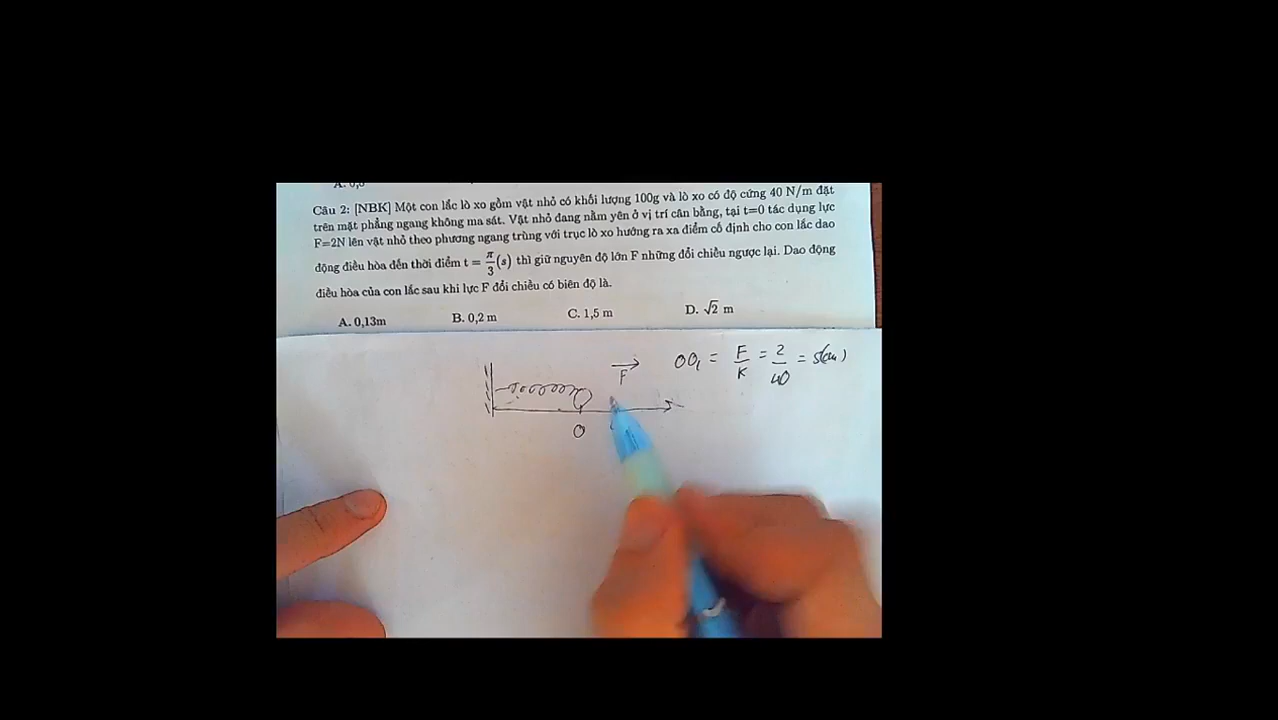 A. 0,
Câu 2: [NBK] Một con lắc lò xo gồm vật nhỏ có khối lượng 100g và lò xo có độ cứng 40 N/m đặt
trên mặt phẳng ngang không ma sát. Vật nhỏ đang nằm yên ở vị trí cân bằng, tại t=0 tác dụng lực
F=2N lên vật nhỏ theo phương ngang trùng với trục lò xo hướng ra xa điểm cố định cho con lắc dao
động điều hòa đến thời điểm t = π/3 (s) thì giữ nguyên độ lớn F những đổi chiều ngược lại. Dao động
điều hòa của con lắc sau khi lực F đổi chiều có biên độ là.
A. 0,13m B. 0,2 m C. 1,5 m D. √2 m
OO₁ = F/K = 2/40 = 5(cm)
F
O